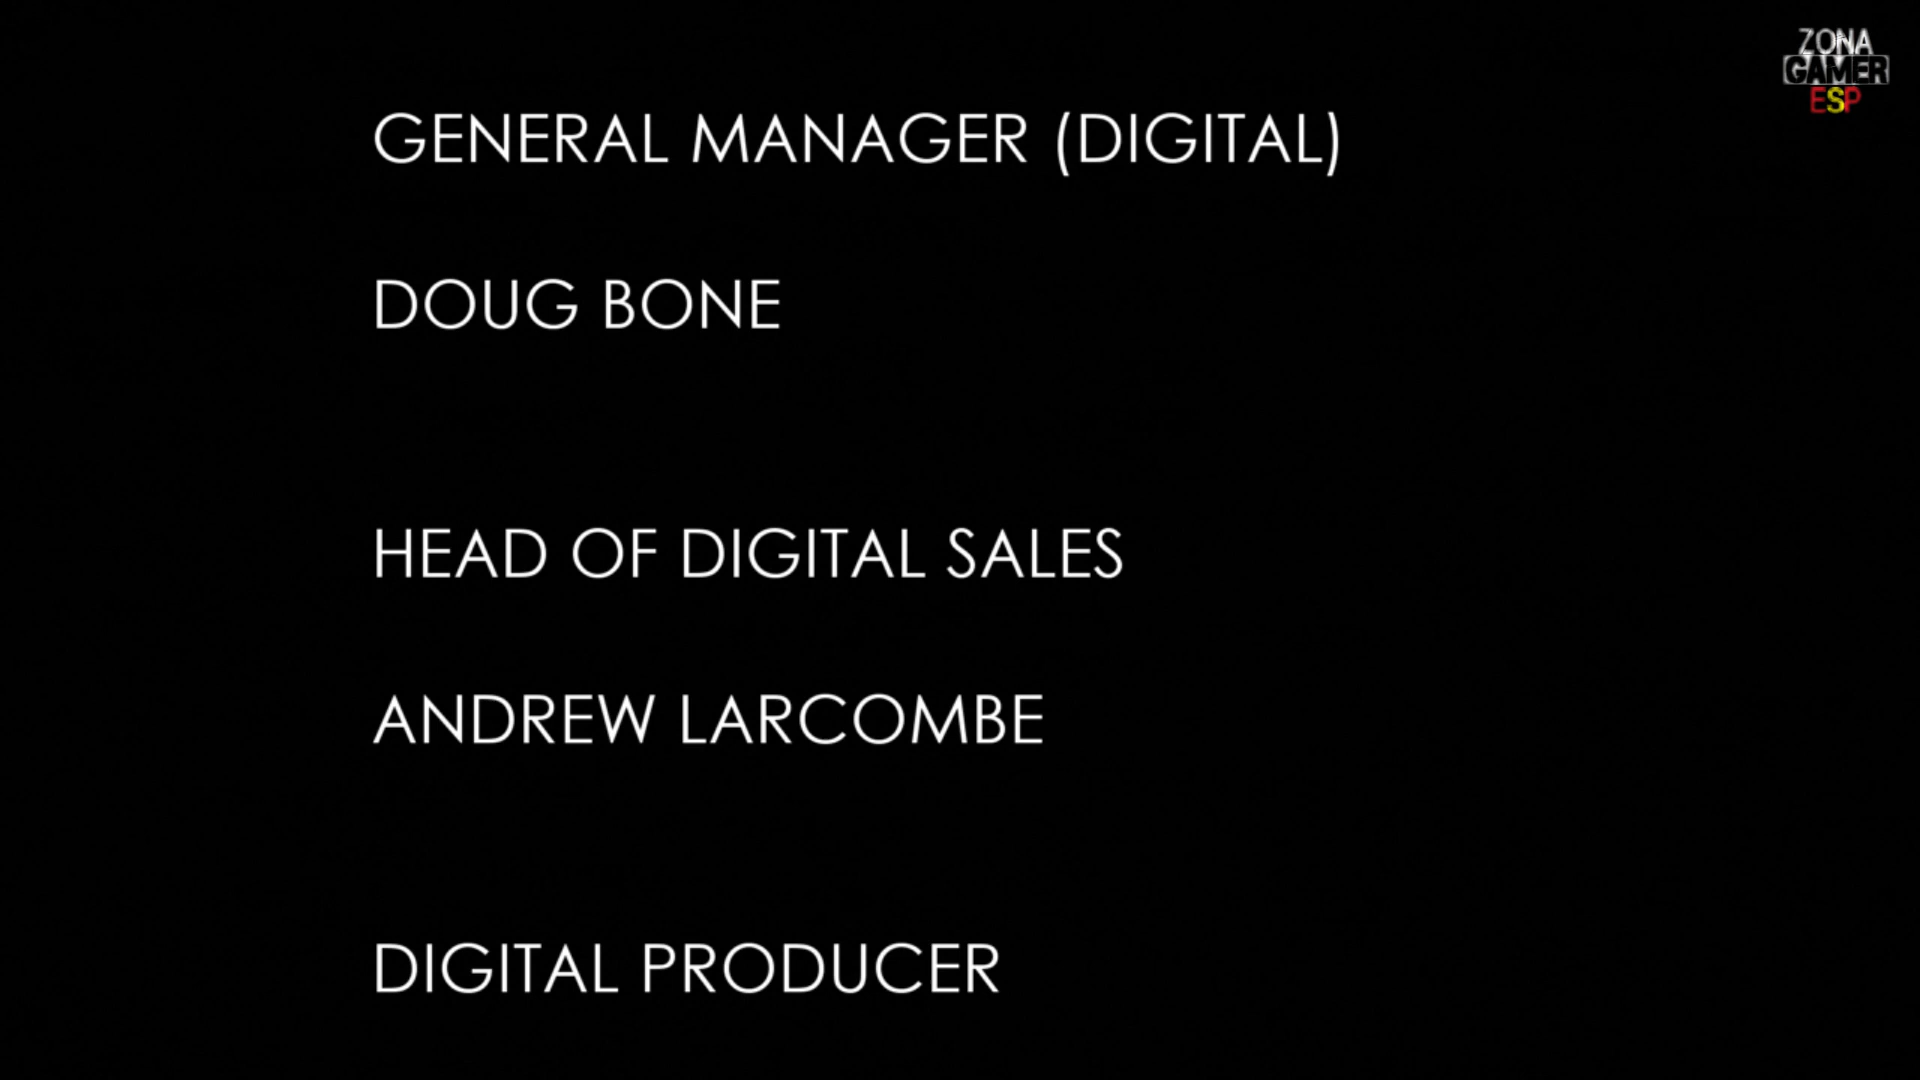 ZONA
GAMER
ESP
GENERAL MANAGER (DIGITAL)
DOUG BONE
HEAD OF DIGITAL SALES
ANDREW LARCOMBE
DIGITAL PRODUCER